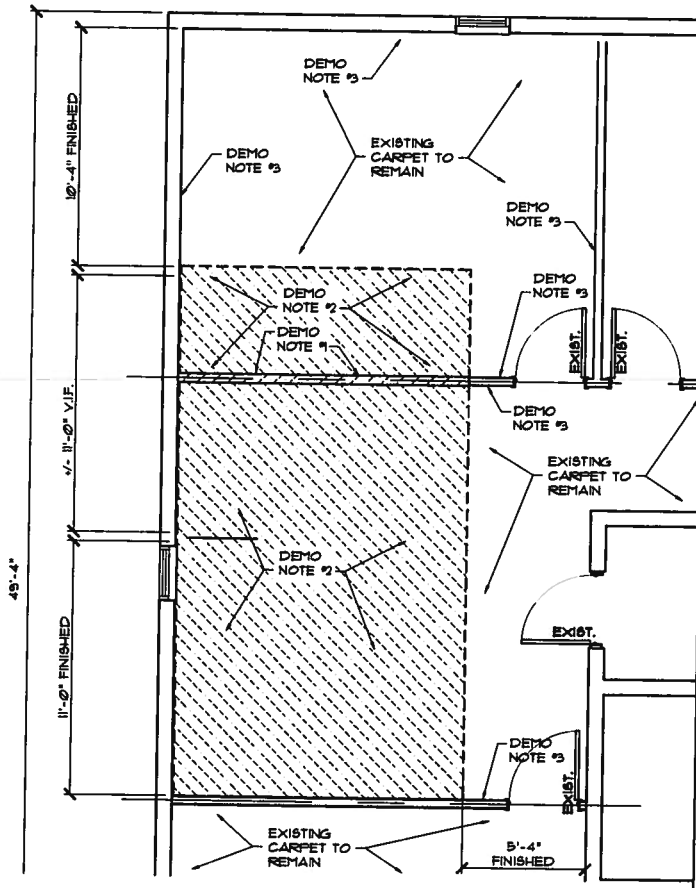 DEMO
NOTE #3
10'-4" FINISHED
EXISTING
CARPET TO
REMAIN
DEMO
NOTE #3
DEMO
NOTE #3
DEMO
NOTE #3
DEMO
NOTE #2
DEMO
NOTE #1
EXIST.
EXIST.
DEMO
NOTE #3
+/- 11'-0" V.I.F.
EXISTING
CARPET TO
REMAIN
49'-4"
DEMO
NOTE #2
11'-0" FINISHED
EXIST.
DEMO
NOTE #3
EXIST.
EXISTING
CARPET TO
REMAIN
5'-4"
FINISHED